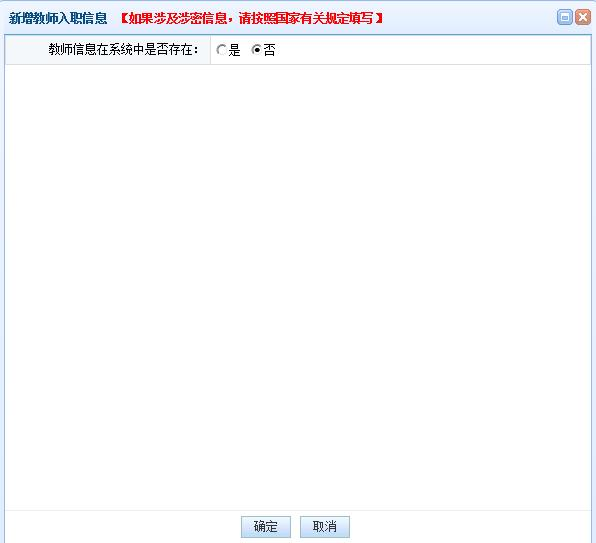 新增教师入职信息 【如果涉及涉密信息，请按照国家有关规定填写】
教师信息在系统中是否存在： 是 否
确定 取消